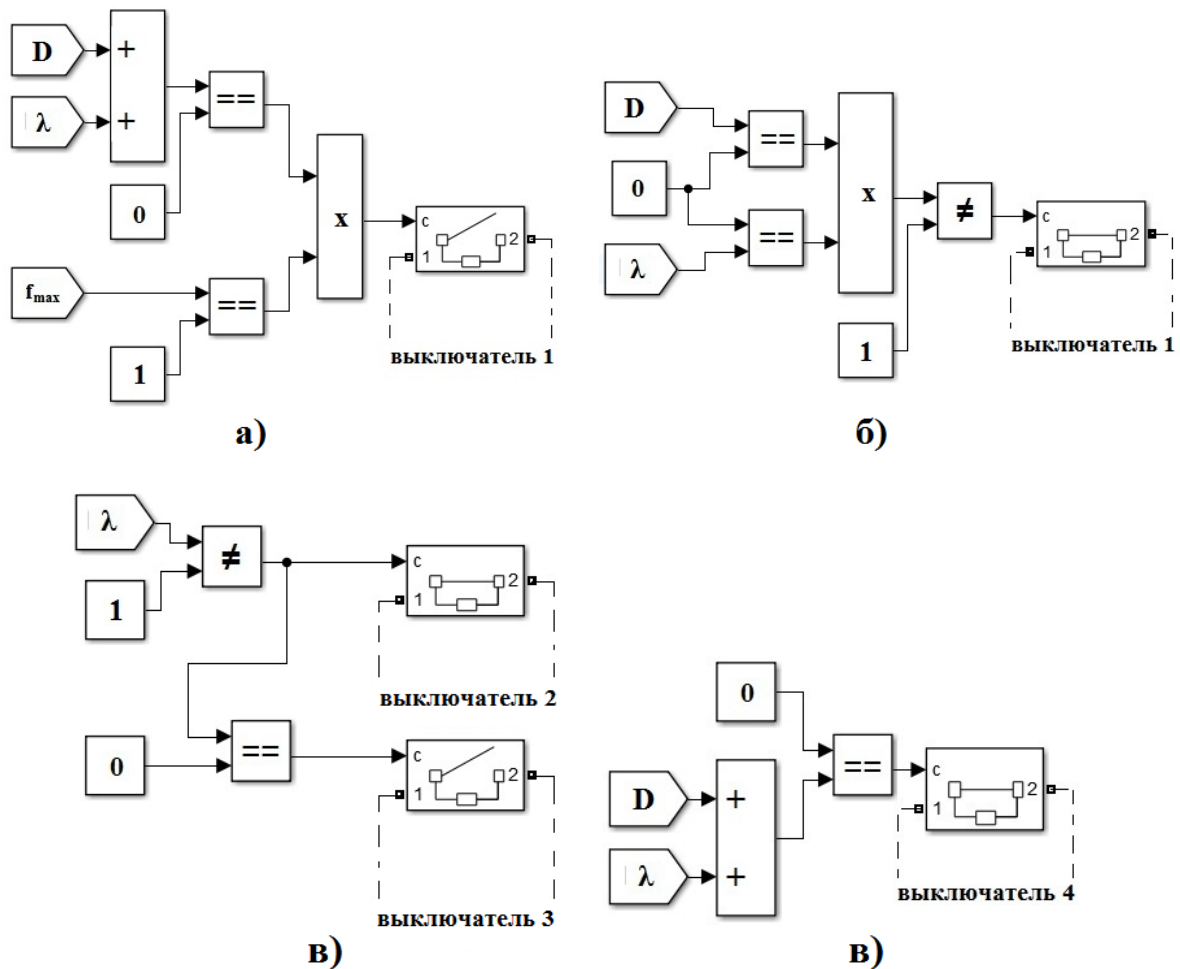 D
+
λ
+
==
0
x
c
1
2
f_max
==
1
выключатель 1
а)
D
==
0
x
≠
λ
==
c
1
2
1
выключатель 1
б)
λ
≠
1
c
1
2
выключатель 2
0
==
c
1
2
выключатель 3
в)
0
==
D
+
λ
+
c
1
2
выключатель 4
в)